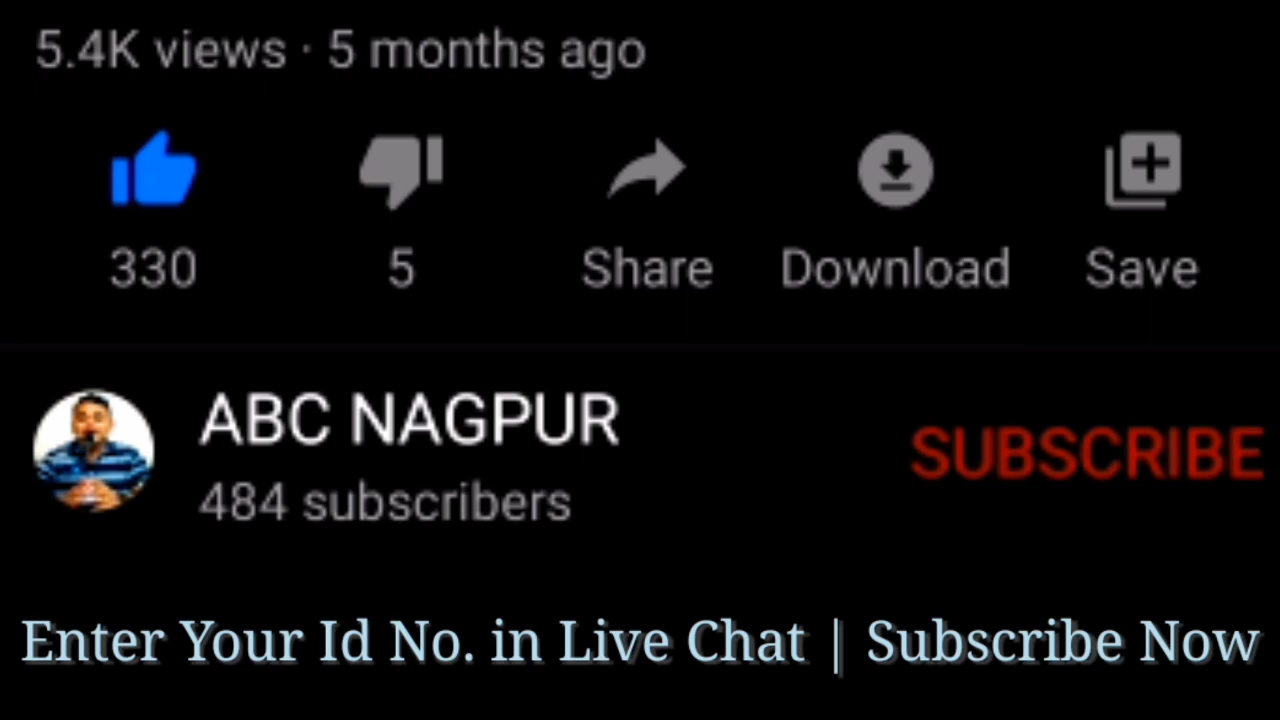 5.4K views · 5 months ago
330 5 Share Download Save
ABC NAGPUR
SUBSCRIBE
484 subscribers
Enter Your Id No. in Live Chat | Subscribe Now